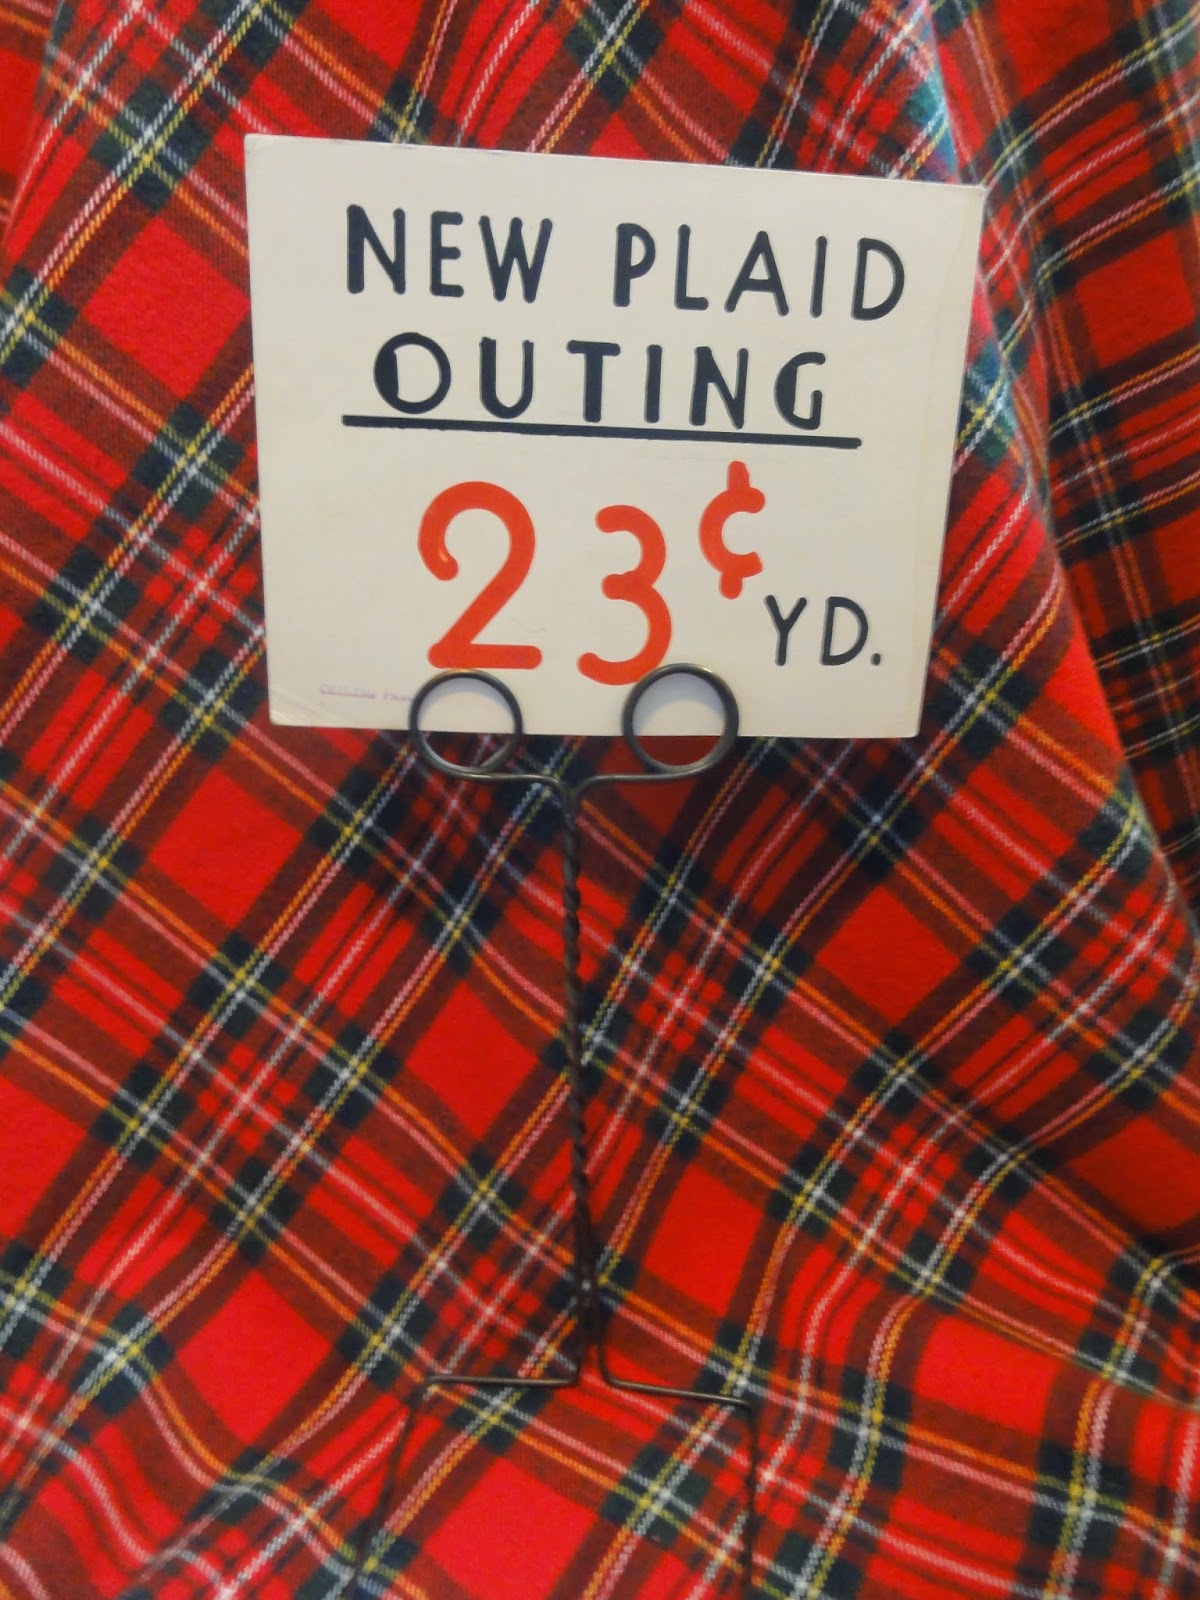 NEW PLAID
OUTING
23¢ YD.